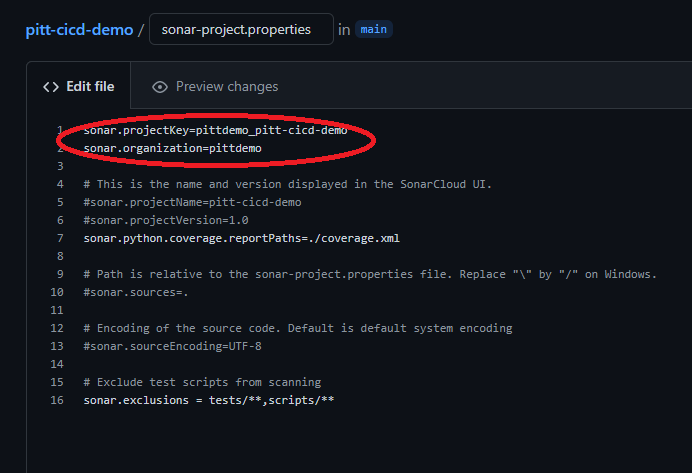 pitt-cicd-demo / sonar-project.properties in main
<> Edit file Preview changes
1 sonar.projectKey=pittdemo_pitt-cicd-demo
2 sonar.organization=pittdemo
3
4 # This is the name and version displayed in the SonarCloud UI.
5 #sonar.projectName=pitt-cicd-demo
6 #sonar.projectVersion=1.0
7 sonar.python.coverage.reportPaths=./coverage.xml
8
9 # Path is relative to the sonar-project.properties file. Replace "\" by "/" on Windows.
10 #sonar.sources=.
11
12 # Encoding of the source code. Default is default system encoding
13 #sonar.sourceEncoding=UTF-8
14
15 # Exclude test scripts from scanning
16 sonar.exclusions = tests/**,scripts/**